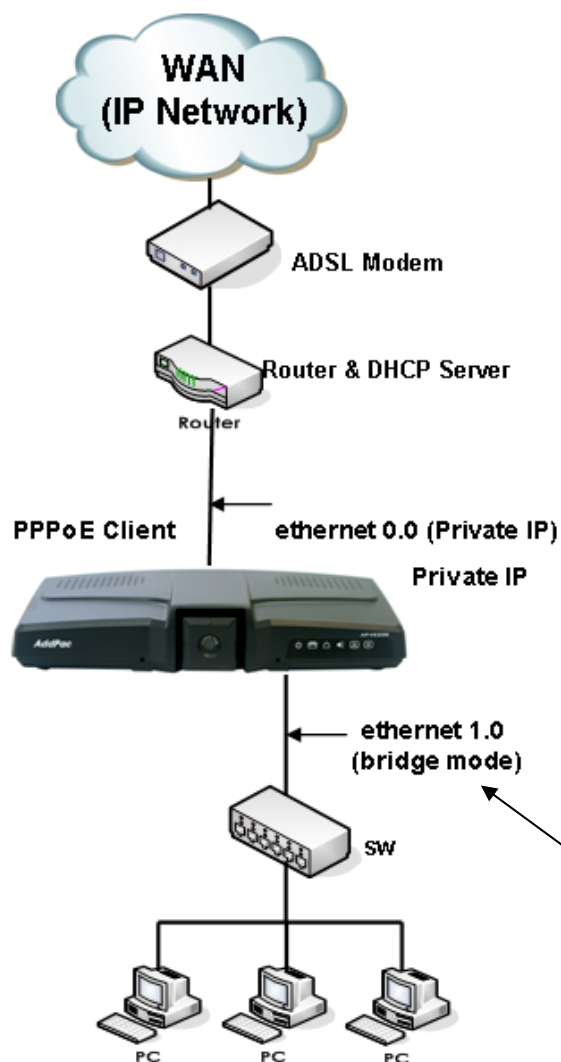 WAN
(IP Network)
ADSL Modem
Router & DHCP Server
Router
PPPoE Client
ethernet 0.0 (Private IP)
Private IP
AddPac
ethernet 1.0
(bridge mode)
SW
PC
PC
PC